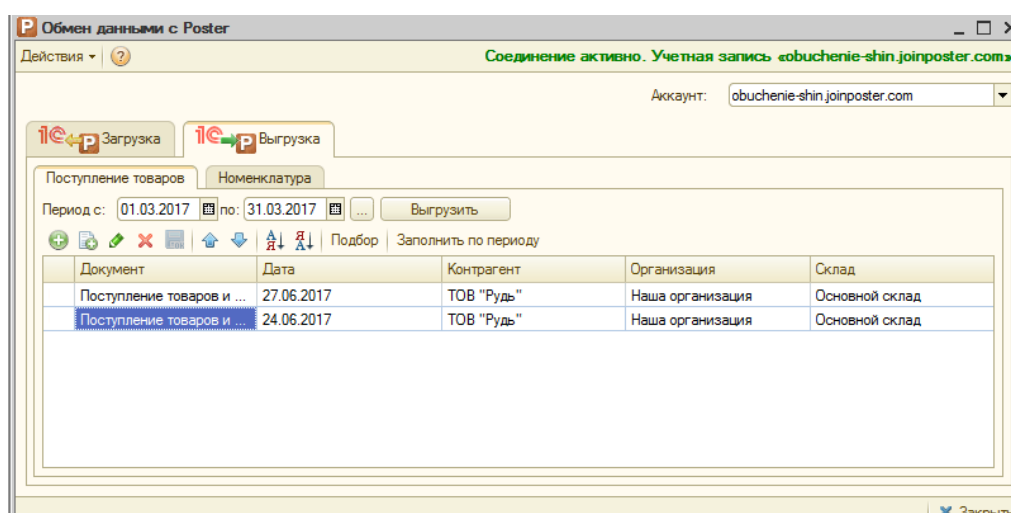 Обмен данными с Poster
Действия
Соединение активно. Учетная запись «obuchenie-shin.joinposter.com»
Аккаунт: obuchenie-shin.joinposter.com
1С P Загрузка 1С P Выгрузка
Поступление товаров Номенклатура
Период с: 01.03.2017 по: 31.03.2017 ... Выгрузить
Подбор Заполнить по периоду
Документ Дата Контрагент Организация Склад
Поступление товаров и ... 27.06.2017 ТОВ "Рудь" Наша организация Основной склад
Поступление товаров и ... 24.06.2017 ТОВ "Рудь" Наша организация Основной склад
Закрыть